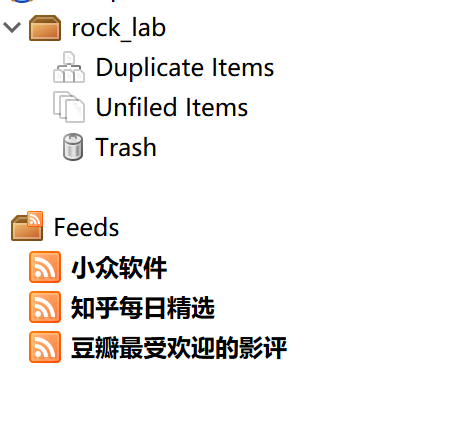 rock_lab
Duplicate Items
Unfiled Items
Trash
Feeds
小众软件
知乎每日精选
豆瓣最受欢迎的影评